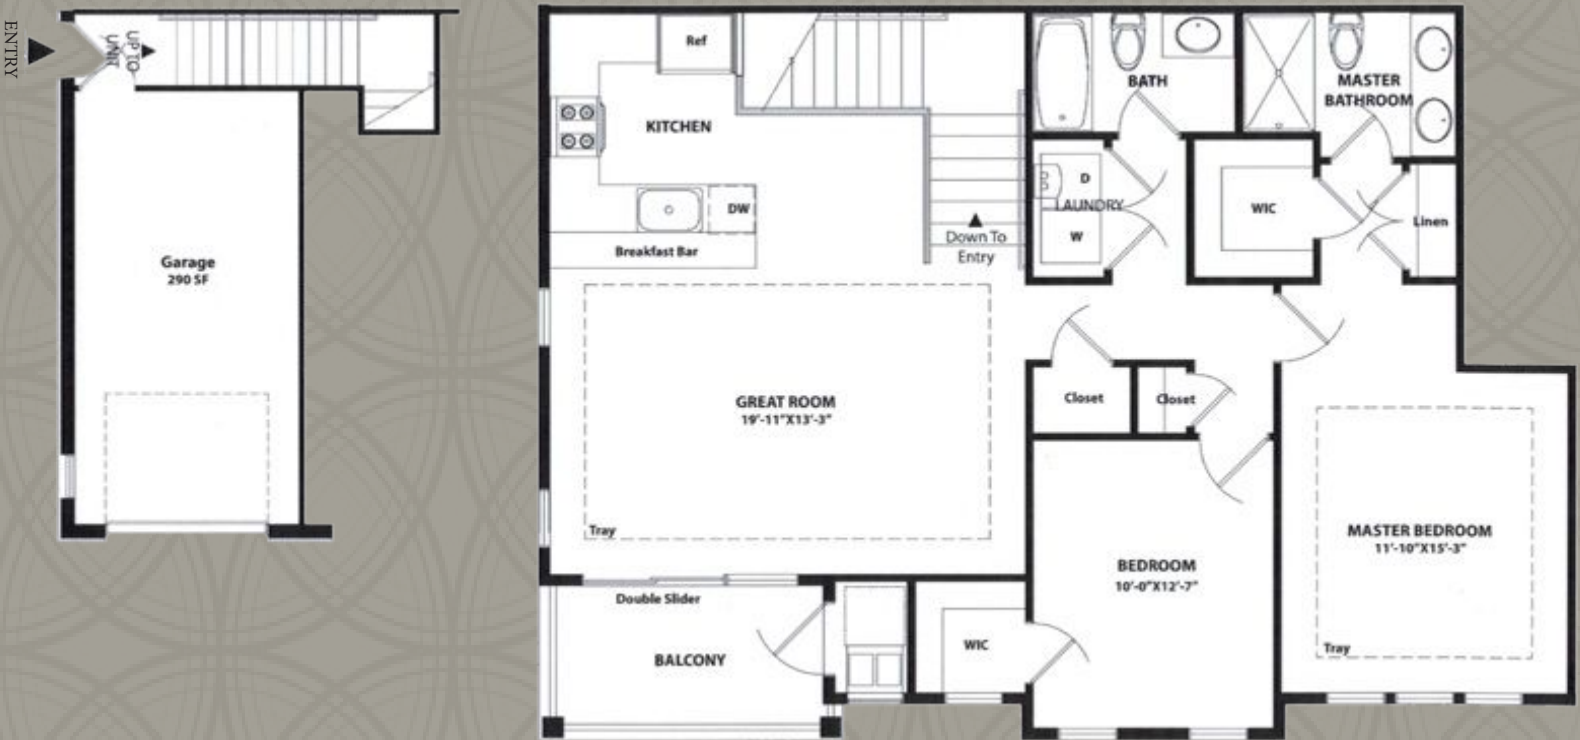 ENTRY
UP TO
UNIT
Garage
290 SF
Ref
KITCHEN
DW
Breakfast Bar
Down To
Entry
BATH
MASTER
BATHROOM
D
LAUNDRY
W
WIC
Linen
GREAT ROOM
19'-11"X13'-3"
Tray
Closet
Closet
Double Slider
BALCONY
WIC
BEDROOM
10'-0"X12'-7"
MASTER BEDROOM
11'-10"X15'-3"
Tray